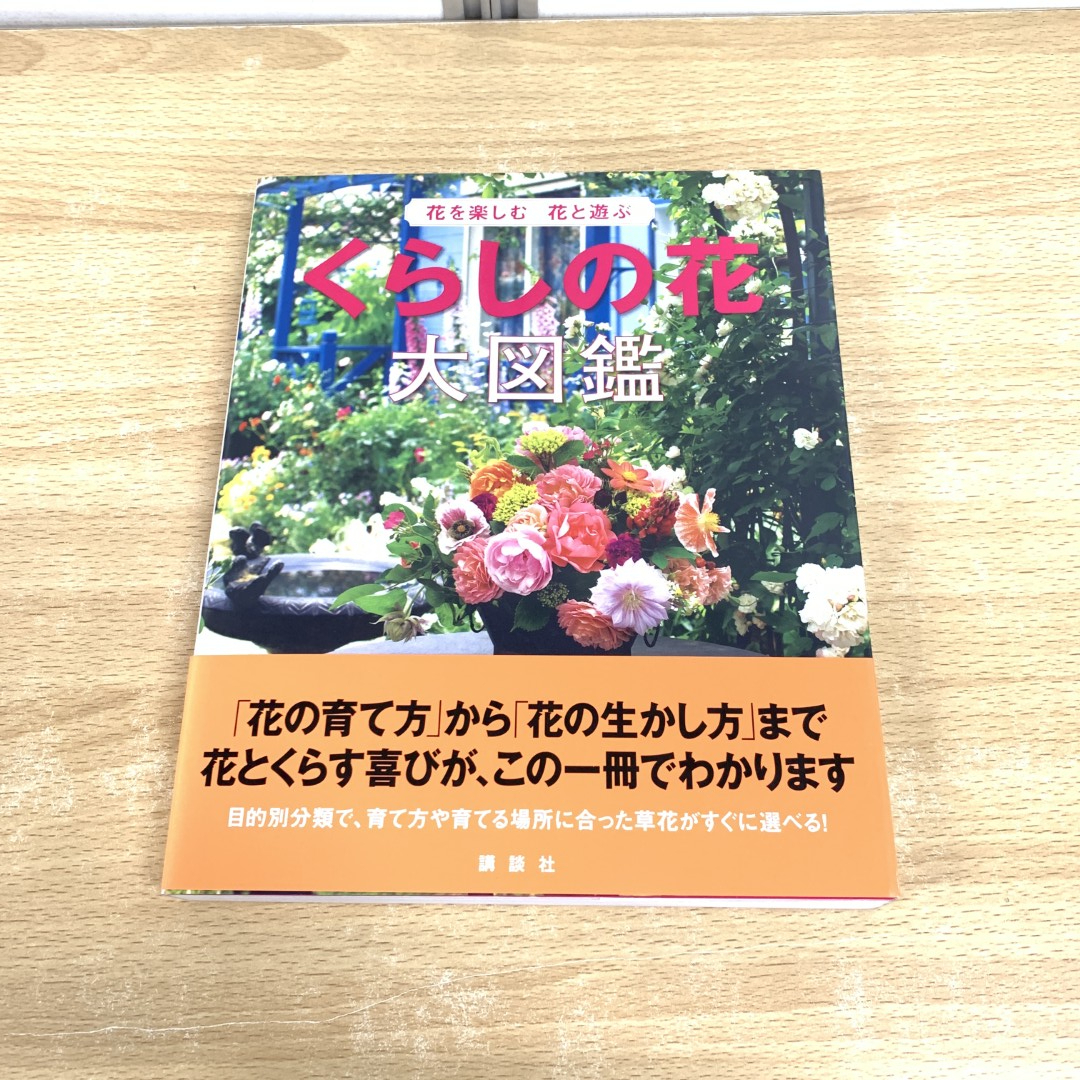 花を楽しむ 花と遊ぶ
くらしの花
大図鑑
「花の育て方」から「花の生かし方」まで
花とくらす喜びが、この一冊でわかります
目的別分類で、育て方や育てる場所に合った草花がすぐに選べる!
講談社